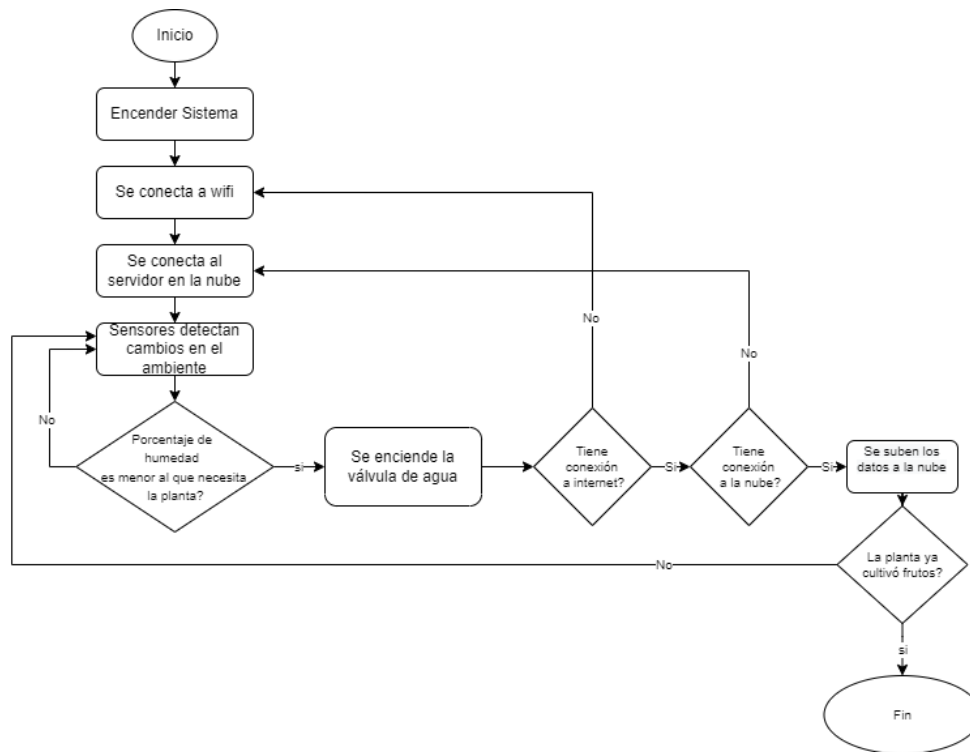 Inicio
Encender Sistema
Se conecta a wifi
Se conecta al
servidor en la nube
Sensores detectan
cambios en el
ambiente
No
No
No
Porcentaje de
humedad
es menor al que necesita
la planta?
si
Se enciende la
válvula de agua
Tiene
conexión
a internet?
Si
Tiene
conexión
a la nube?
Si
Se suben los
datos a la nube
La planta ya
cultivó frutos?
No
si
Fin